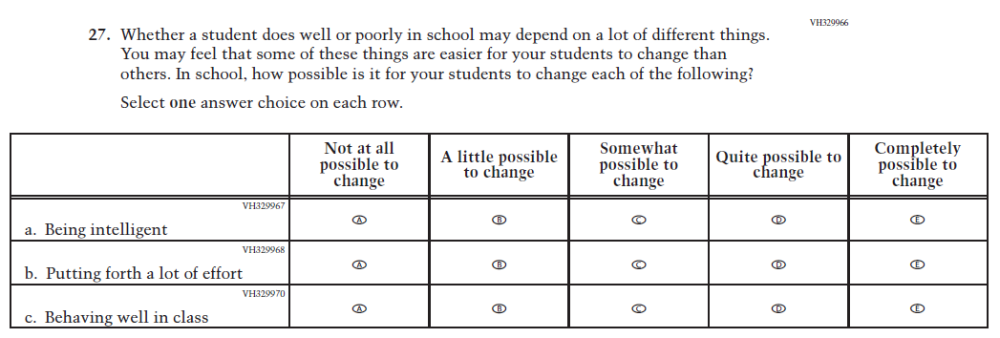 VH329966
27. Whether a student does well or poorly in school may depend on a lot of different things.
You may feel that some of these things are easier for your students to change than
others. In school, how possible is it for your students to change each of the following?
Select one answer choice on each row.
Not at all
possible to
change
A little possible
to change
Somewhat
possible to
change
Quite possible to
change
Completely
possible to
change
VH329967
a. Being intelligent
A B C D E
VH329968
b. Putting forth a lot of effort
A B C D E
VH329970
c. Behaving well in class
A B C D E